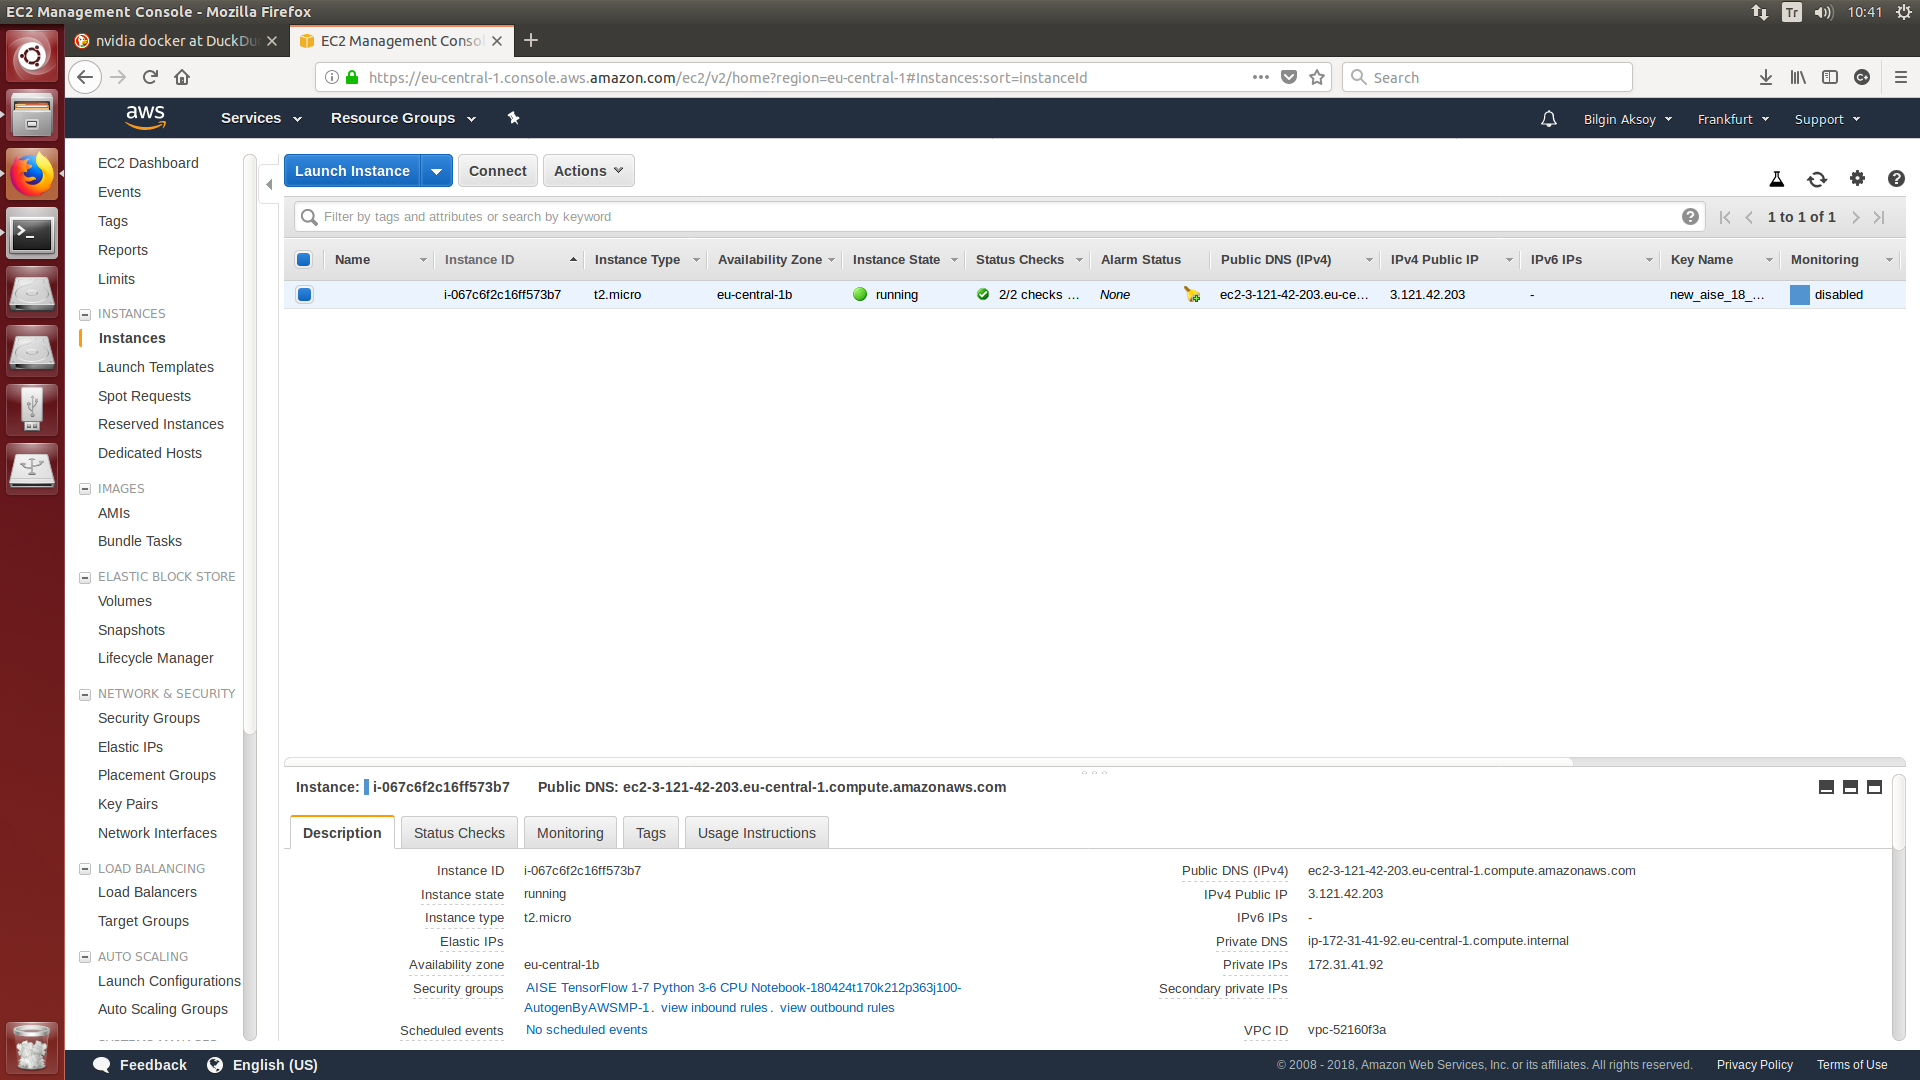 EC2 Management Console - Mozilla Firefox
Tr
10:41
nvidia docker at DuckDu
EC2 Management Consol
https://eu-central-1.console.aws.amazon.com/ec2/v2/home?region=eu-central-1#Instances:sort=instanceId
Search
aws
Services
Resource Groups
Bilgin Aksoy
Frankfurt
Support
EC2 Dashboard
Events
Tags
Reports
Limits
INSTANCES
Instances
Launch Templates
Spot Requests
Reserved Instances
Dedicated Hosts
IMAGES
AMIs
Bundle Tasks
ELASTIC BLOCK STORE
Volumes
Snapshots
Lifecycle Manager
NETWORK & SECURITY
Security Groups
Elastic IPs
Placement Groups
Key Pairs
Network Interfaces
LOAD BALANCING
Load Balancers
Target Groups
AUTO SCALING
Launch Configurations
Auto Scaling Groups
Launch Instance
Connect
Actions
Filter by tags and attributes or search by keyword
1 to 1 of 1
Name Instance ID Instance Type Availability Zone Instance State Status Checks Alarm Status Public DNS (IPv4) IPv4 Public IP IPv6 IPs Key Name Monitoring
i-067c6f2c16ff573b7 t2.micro eu-central-1b running 2/2 checks ... None ec2-3-121-42-203.eu-ce... 3.121.42.203 - new_aise_18_... disabled
Instance: i-067c6f2c16ff573b7 Public DNS: ec2-3-121-42-203.eu-central-1.compute.amazonaws.com
Description
Status Checks
Monitoring
Tags
Usage Instructions
Instance ID i-067c6f2c16ff573b7
Instance state running
Instance type t2.micro
Elastic IPs
Availability zone eu-central-1b
Security groups AISE TensorFlow 1-7 Python 3-6 CPU Notebook-180424t170k212p363j100-
AutogenByAWSMP-1. view inbound rules. view outbound rules
Scheduled events No scheduled events
Public DNS (IPv4) ec2-3-121-42-203.eu-central-1.compute.amazonaws.com
IPv4 Public IP 3.121.42.203
IPv6 IPs -
Private DNS ip-172-31-41-92.eu-central-1.compute.internal
Private IPs 172.31.41.92
Secondary private IPs
VPC ID vpc-52160f3a
Feedback
English (US)
© 2008 - 2018, Amazon Web Services, Inc. or its affiliates. All rights reserved.
Privacy Policy
Terms of Use